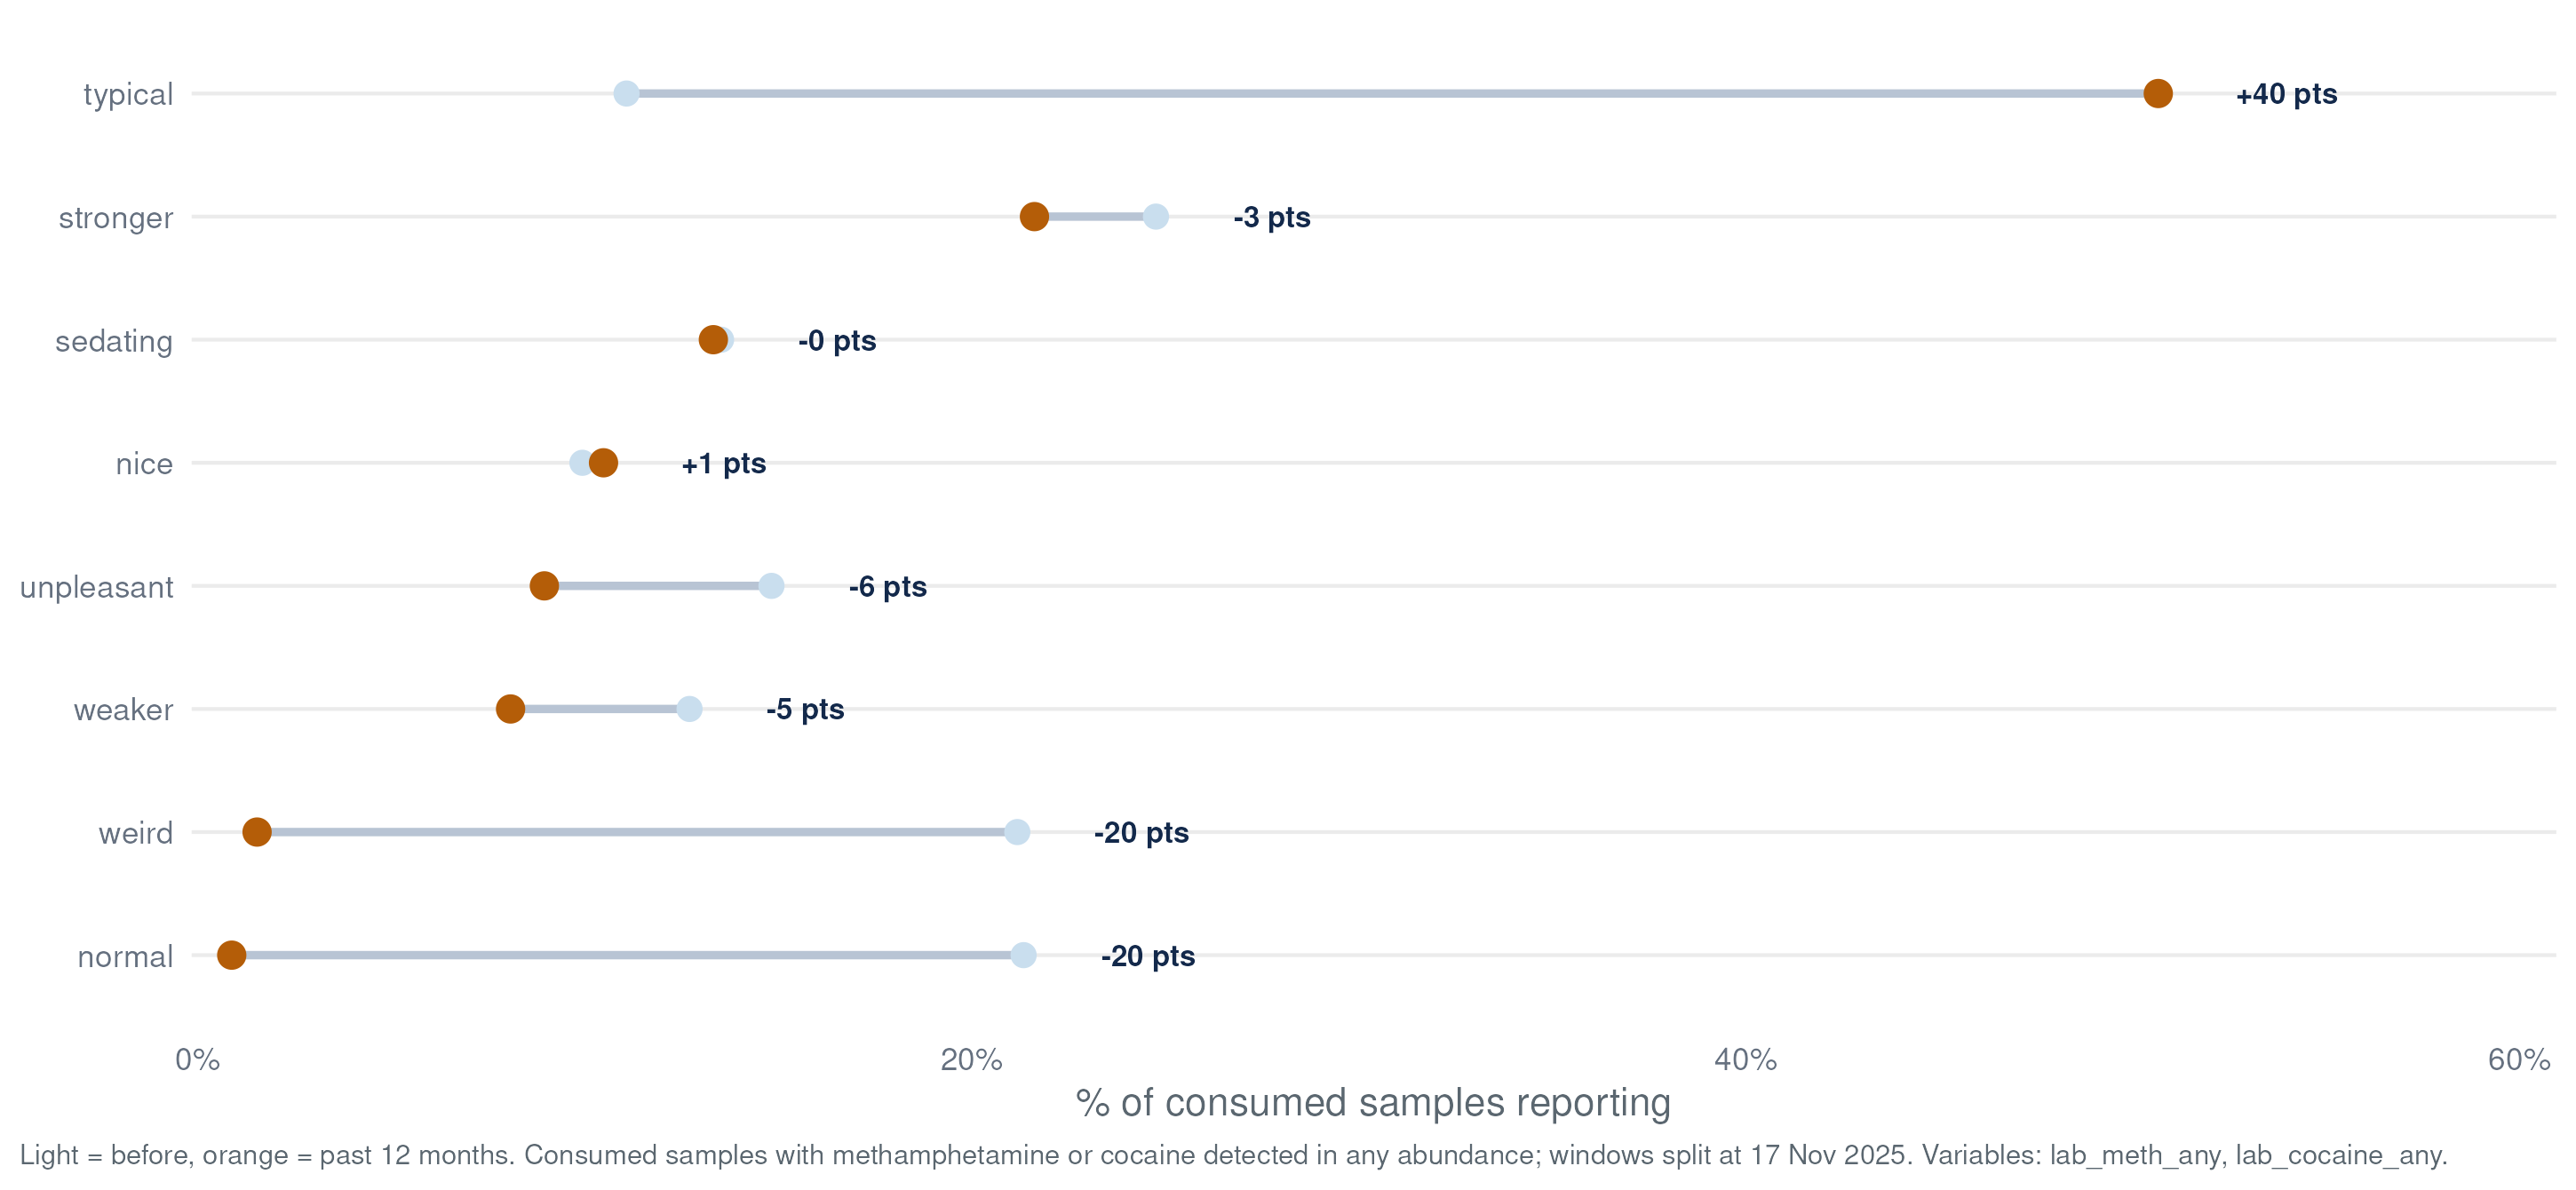 typical +40 pts
stronger -3 pts
sedating -0 pts
nice +1 pts
unpleasant -6 pts
weaker -5 pts
weird -20 pts
normal -20 pts
0% 20% 40% 60%
% of consumed samples reporting
Light = before, orange = past 12 months. Consumed samples with methamphetamine or cocaine detected in any abundance; windows split at 17 Nov 2025. Variables: lab_meth_any, lab_cocaine_any.